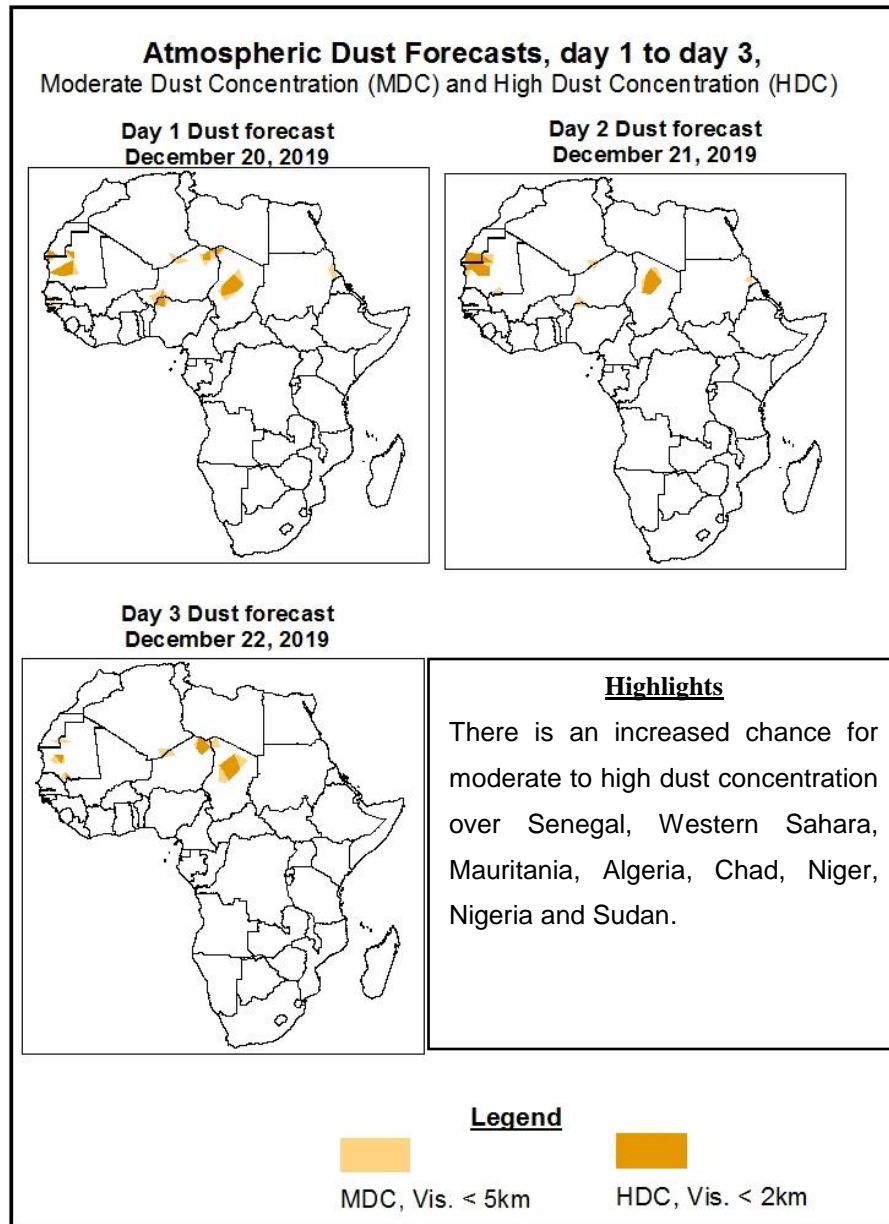 Atmospheric Dust Forecasts, day 1 to day 3,
Moderate Dust Concentration (MDC) and High Dust Concentration (HDC)
Day 1 Dust forecast
December 20, 2019
Day 2 Dust forecast
December 21, 2019
Day 3 Dust forecast
December 22, 2019
Highlights
There is an increased chance for
moderate to high dust concentration
over Senegal, Western Sahara,
Mauritania, Algeria, Chad, Niger,
Nigeria and Sudan.
Legend
MDC, Vis. < 5km
HDC, Vis. < 2km